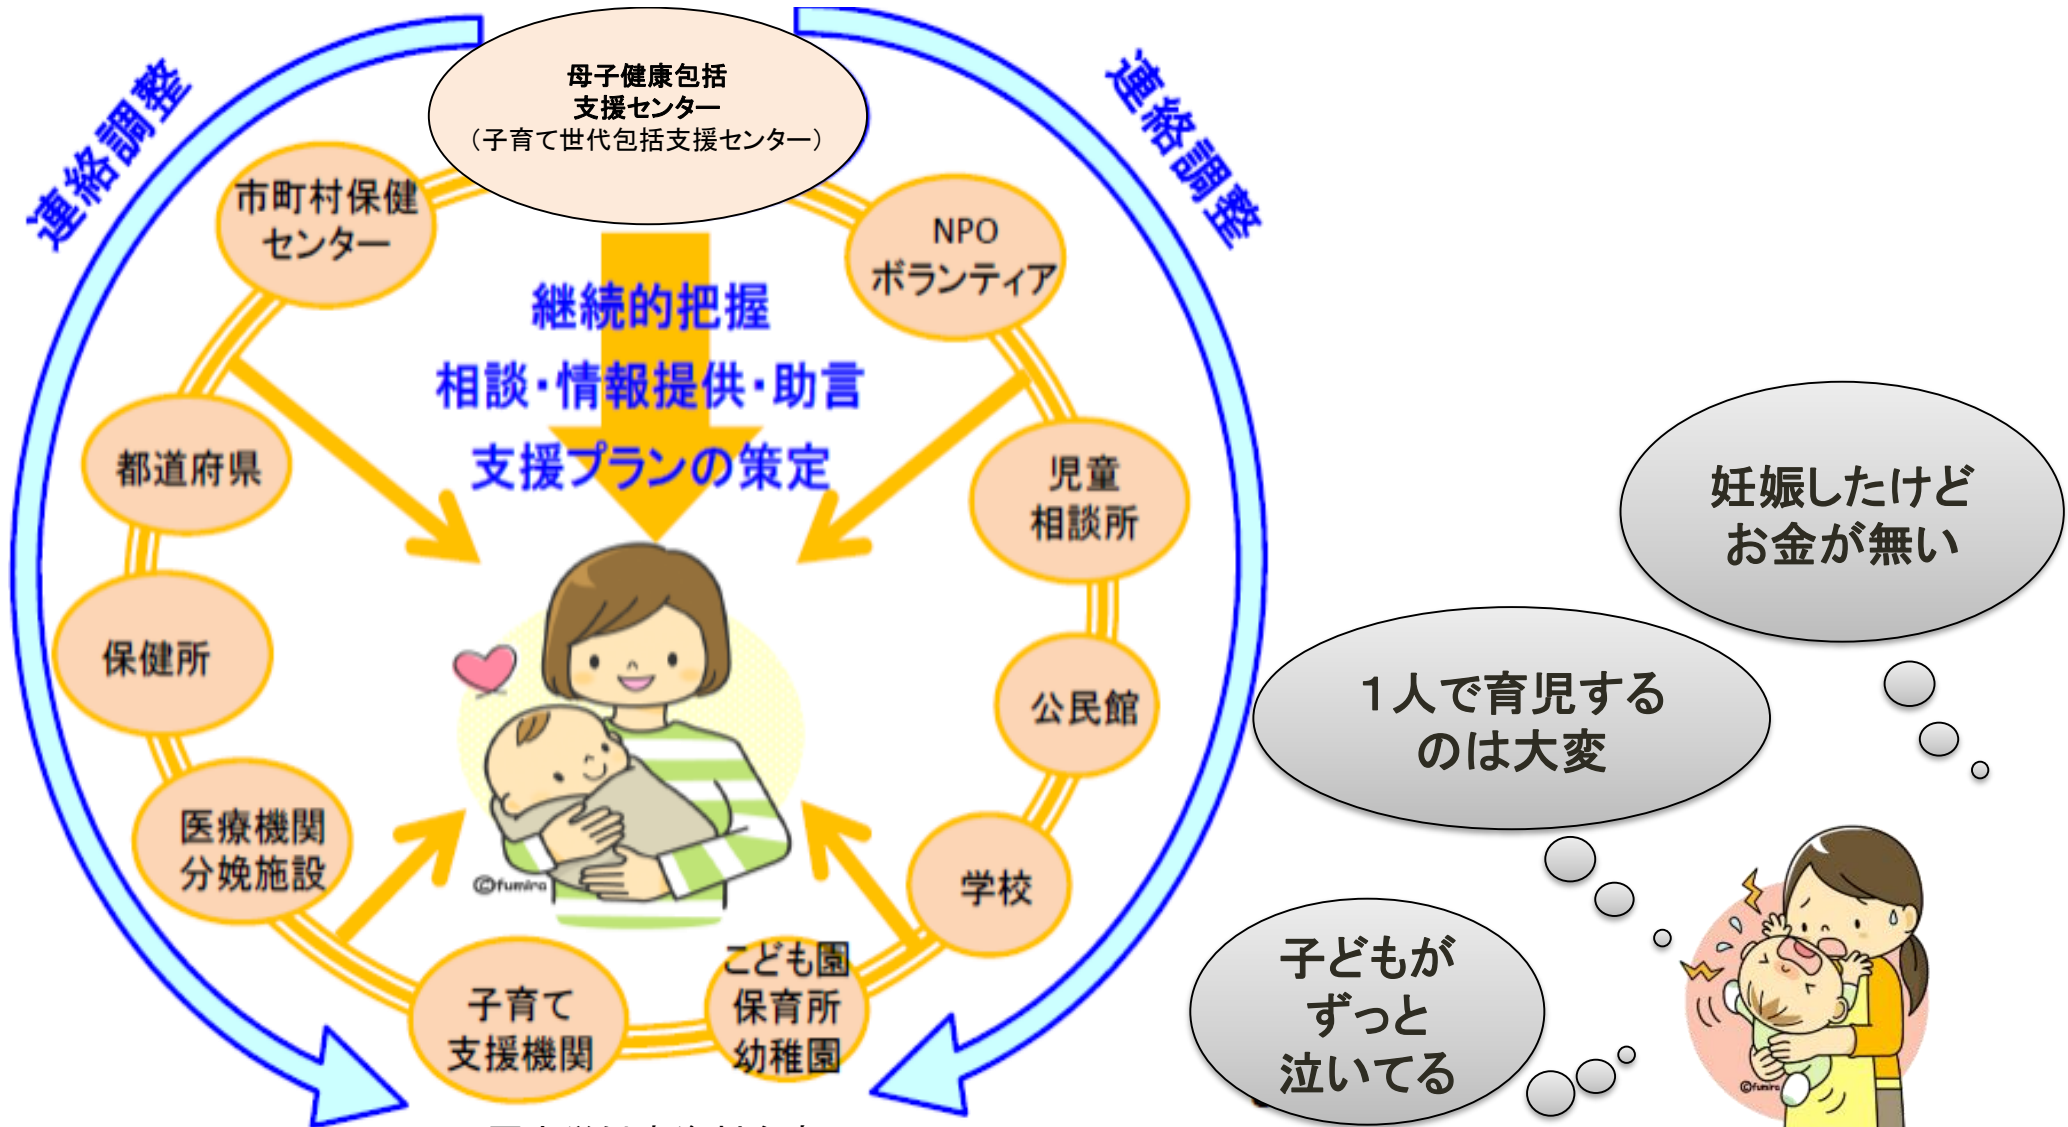 母子健康包括
支援センター
（子育て世代包括支援センター）
連絡調整
連絡調整
市町村保健
センター
NPO
ボランティア
継続的把握
相談・情報提供・助言
支援プランの策定
都道府県
児童
相談所
保健所
公民館
医療機関
分娩施設
学校
子育て
支援機関
こども園
保育所
幼稚園
©fumira
妊娠したけど
お金が無い
１人で育児する
のは大変
子どもが
ずっと
泣いてる
©fumira